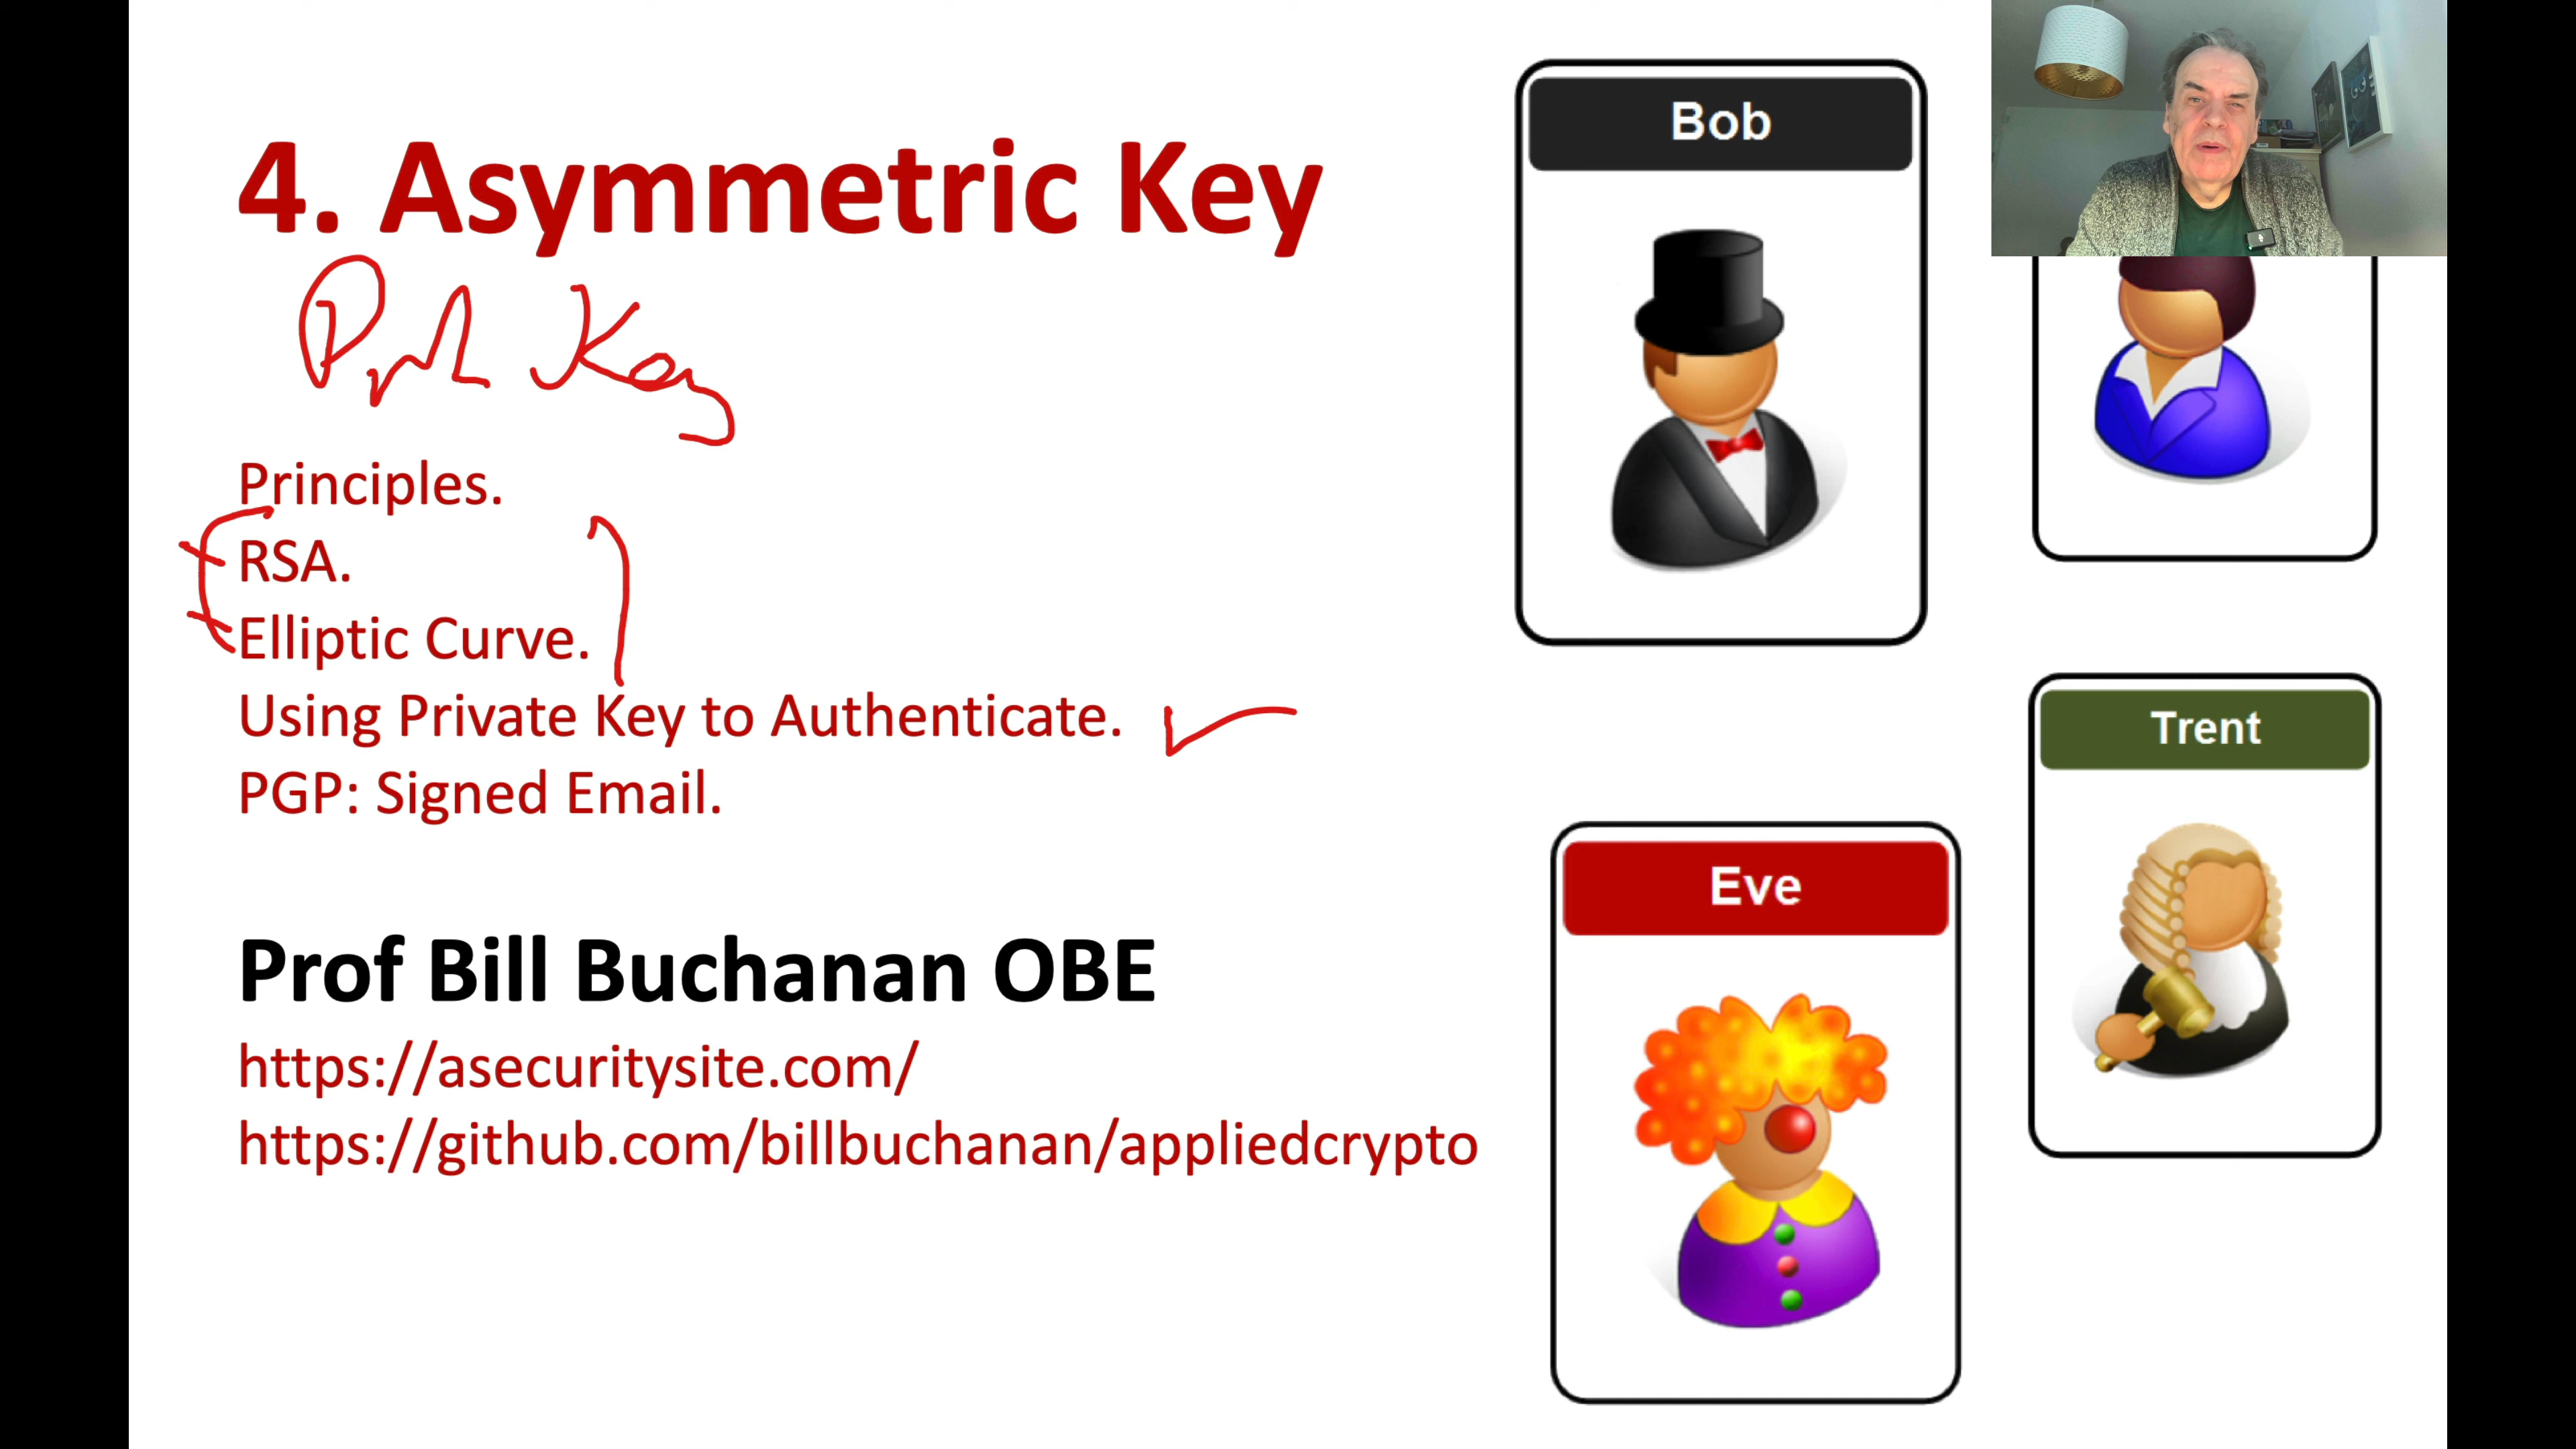 4. Asymmetric Key
Key
Principles.
RSA.
Elliptic Curve.
Using Private Key to Authenticate.
PGP: Signed Email.
Prof Bill Buchanan OBE
https://asecuritysite.com/
https://github.com/billbuchanan/appliedcrypto
Bob
Trent
Eve